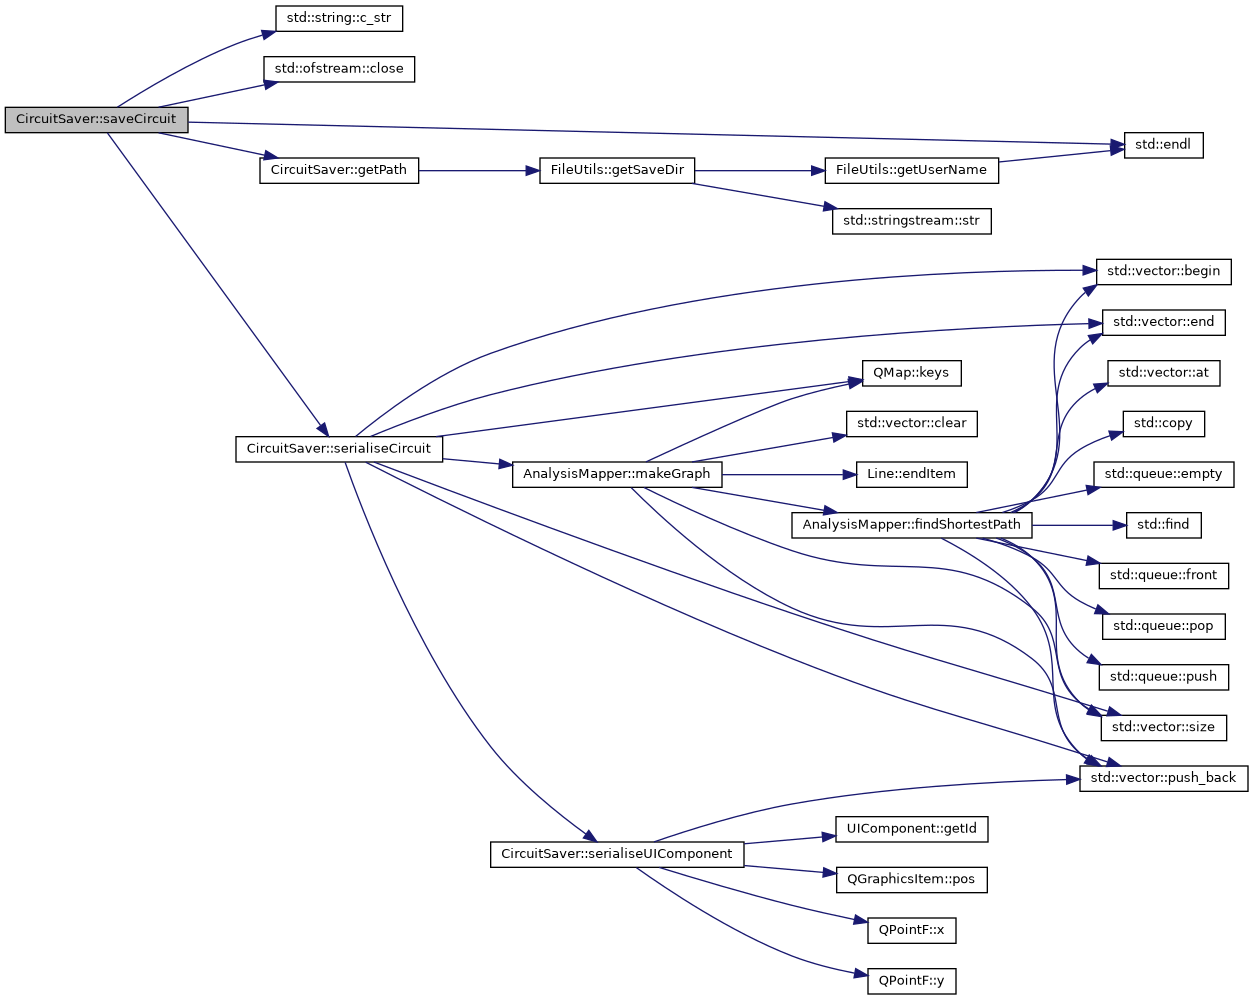 std::string::c_str
std::ofstream::close
CircuitSaver::saveCircuit
std::endl
CircuitSaver::getPath
FileUtils::getSaveDir
FileUtils::getUserName
std::stringstream::str
std::vector::begin
std::vector::end
QMap::keys
std::vector::at
std::vector::clear
std::copy
CircuitSaver::serialiseCircuit
AnalysisMapper::makeGraph
Line::endItem
std::queue::empty
AnalysisMapper::findShortestPath
std::find
std::queue::front
std::queue::pop
std::queue::push
std::vector::size
std::vector::push_back
UIComponent::getId
CircuitSaver::serialiseUIComponent
QGraphicsItem::pos
QPointF::x
QPointF::y